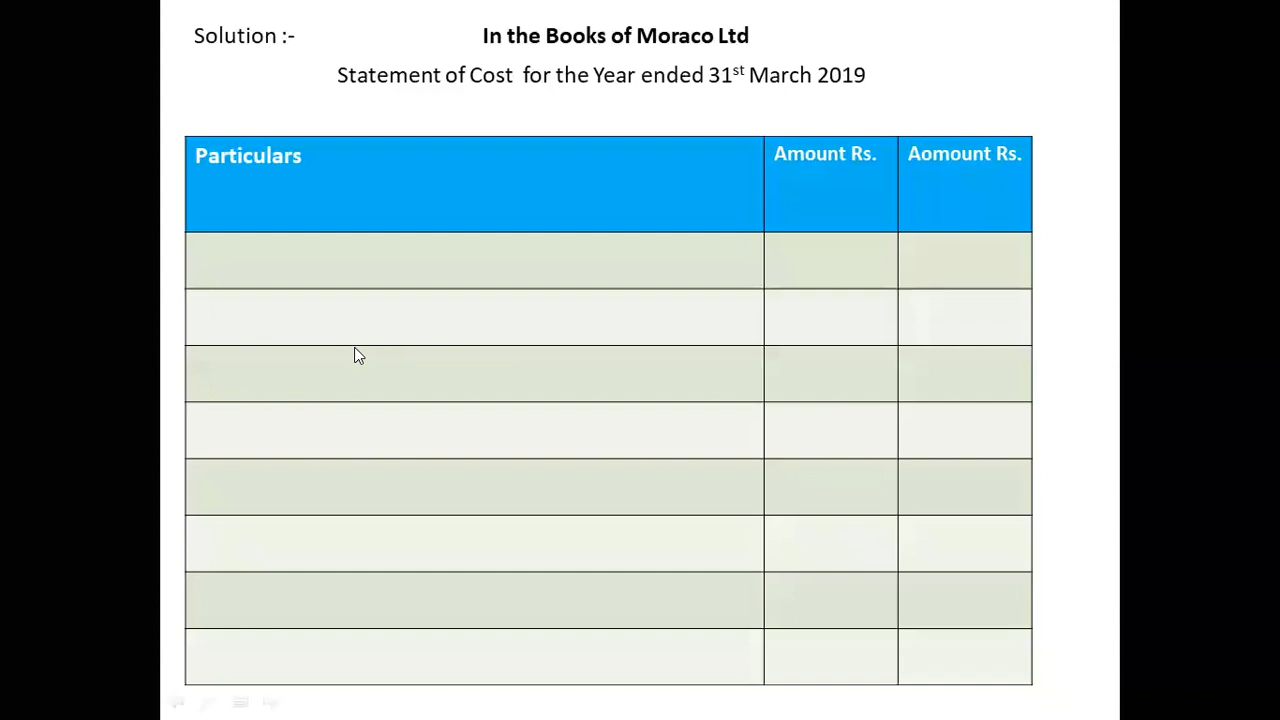 Solution :- In the Books of Moraco Ltd
Statement of Cost for the Year ended 31st March 2019
Particulars Amount Rs. Aomount Rs.